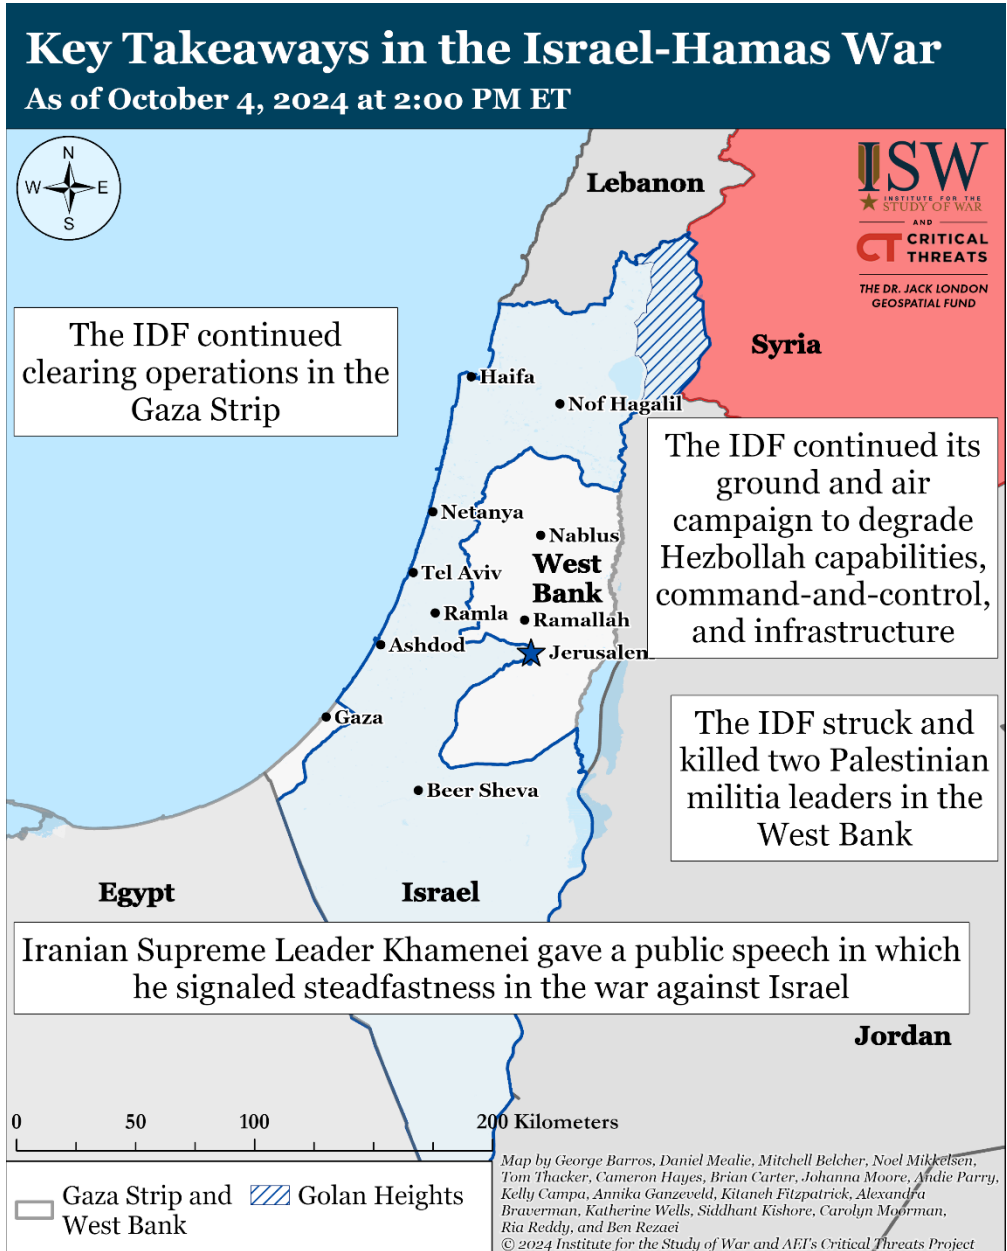 Key Takeaways in the Israel-Hamas War
As of October 4, 2024 at 2:00 PM ET
N
W E
S
Lebanon
ISW
INSTITUTE FOR THE
STUDY OF WAR
AND
CT CRITICAL
THREATS
THE DR. JACK LONDON
GEOSPATIAL FUND
The IDF continued
clearing operations in the
Gaza Strip
Syria
Haifa
Nof Hagalil
The IDF continued its
ground and air
campaign to degrade
Hezbollah capabilities,
command-and-control,
and infrastructure
Netanya
Nablus
West
Bank
Tel Aviv
Ramla
Ramallah
Ashdod
Jerusalem
Gaza
The IDF struck and
killed two Palestinian
militia leaders in the
West Bank
Beer Sheva
Egypt
Israel
Iranian Supreme Leader Khamenei gave a public speech in which
he signaled steadfastness in the war against Israel
Jordan
0 50 100 200 Kilometers
Gaza Strip and
West Bank
Golan Heights
Map by George Barros, Daniel Mealie, Mitchell Belcher, Noel Mikkelsen,
Tom Thacker, Cameron Hayes, Brian Carter, Johanna Moore, Andie Parry,
Kelly Campa, Annika Ganzeveld, Kitaneh Fitzpatrick, Alexandra
Braverman, Katherine Wells, Siddhant Kishore, Carolyn Moorman,
Ria Reddy, and Ben Rezaei
© 2024 Institute for the Study of War and AEI's Critical Threats Project